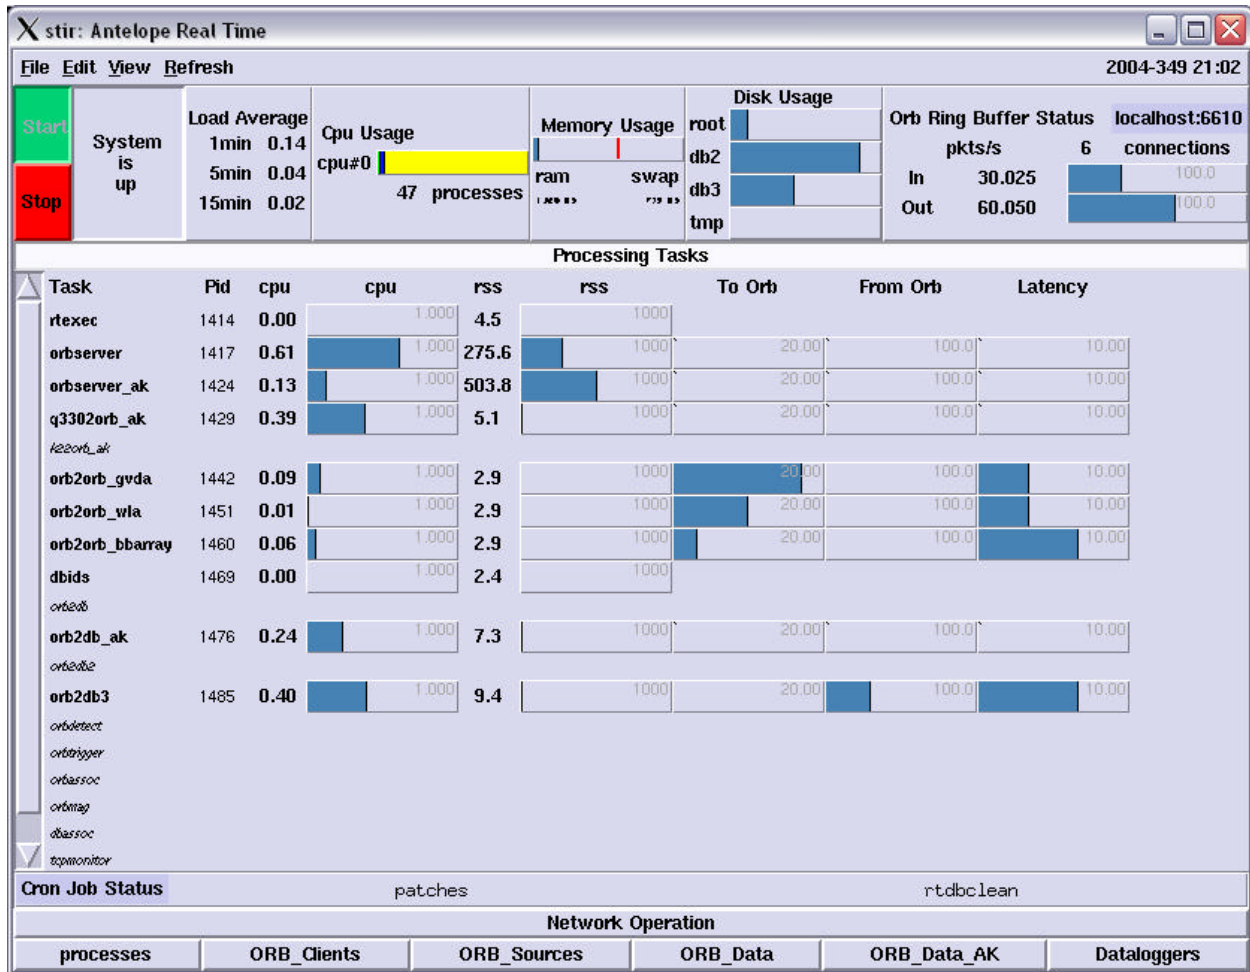 stir: Antelope Real Time
File Edit View Refresh 2004-349 21:02
Start
Stop
System
is
up
Load Average
1min 0.14
5min 0.04
15min 0.02
Cpu Usage
cpu#0
47 processes
Memory Usage
ram swap
Disk Usage
root
db2
db3
tmp
Orb Ring Buffer Status localhost:6610
pkts/s 6 connections
In 30.025 100.0
Out 60.050 100.0
Processing Tasks
Task Pid cpu cpu rss rss To Orb From Orb Latency
rtexec 1414 0.00 1.000 4.5 1000
orbserver 1417 0.61 1.000 275.6 1000 20.00 100.0 10.00
orbserver_ak 1424 0.13 1.000 503.8 1000 20.00 100.0 10.00
q3302orb_ak 1429 0.39 1.000 5.1 1000 20.00 100.0 10.00
k22orb_ak
orb2orb_gvda 1442 0.09 1.000 2.9 1000 20.00 100.0 10.00
orb2orb_wla 1451 0.01 1.000 2.9 1000 20.00 100.0 10.00
orb2orb_bbarray 1460 0.06 1.000 2.9 1000 20.00 100.0 10.00
dbids 1469 0.00 1.000 2.4 1000
orb2db
orb2db_ak 1476 0.24 1.000 7.3 1000 20.00 100.0 10.00
orb2db2
orb2db3 1485 0.40 1.000 9.4 1000 20.00 100.0 10.00
orbdetect
orbtrigger
orbassoc
orbmag
dbassoc
tcpmonitor
Cron Job Status patches rtdbclean
Network Operation
processes ORB_Clients ORB_Sources ORB_Data ORB_Data_AK Dataloggers